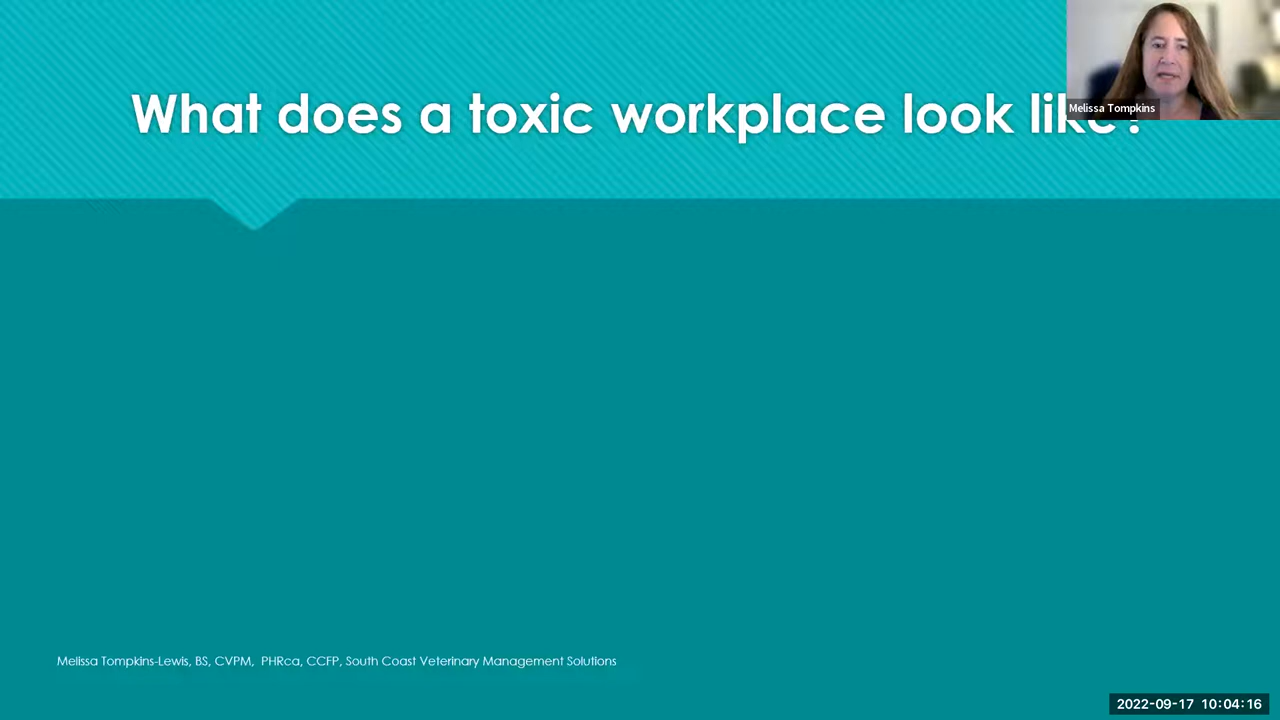 What does a toxic workplace look like?
Melissa Tompkins
Melissa Tompkins-Lewis, BS, CVPM, PHRca, CCFP, South Coast Veterinary Management Solutions
2022-09-17 10:04:16